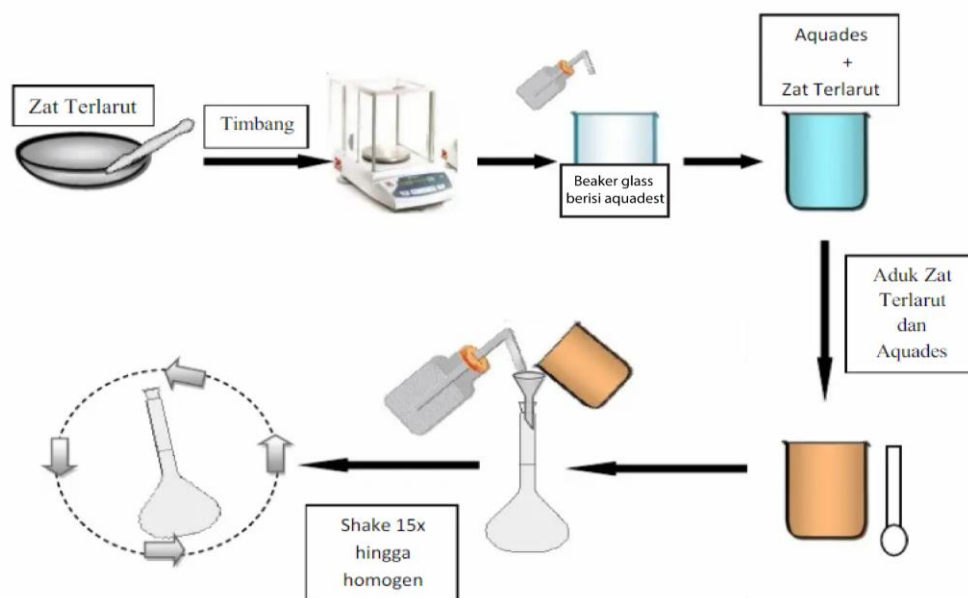 Zat Terlarut
Timbang
Beaker glass
berisi aquadest
Aquades
+
Zat Terlarut
Aduk Zat
Terlarut
dan
Aquades
Shake 15x
hingga
homogen